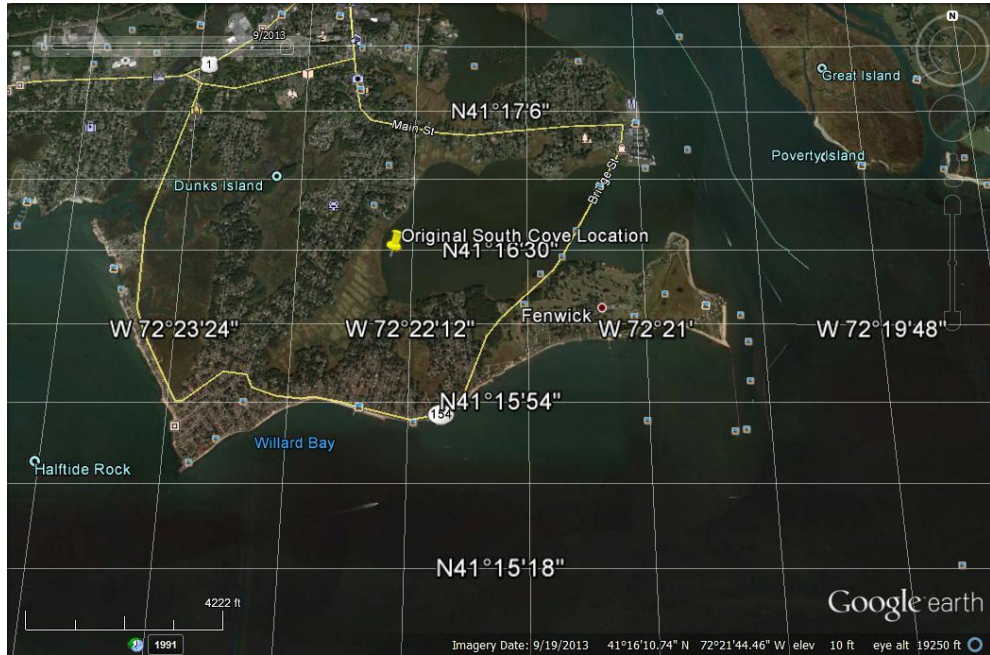 N
9/2013
1
Great Island
N41°17'6"
Main St
M
Poverty Island
Bridge St
Dunks Island
Original South Cove Location
N41°16'30"
Fenwick
W 72°23'24"
W 72°22'12"
W 72°21'
W 72°19'48"
N41°15'54"
154
Willard Bay
Halftide Rock
N41°15'18"
4222 ft
Google earth
1991
Imagery Date: 9/19/2013 41°16'10.74" N 72°21'44.46" W elev 10 ft eye alt 19250 ft